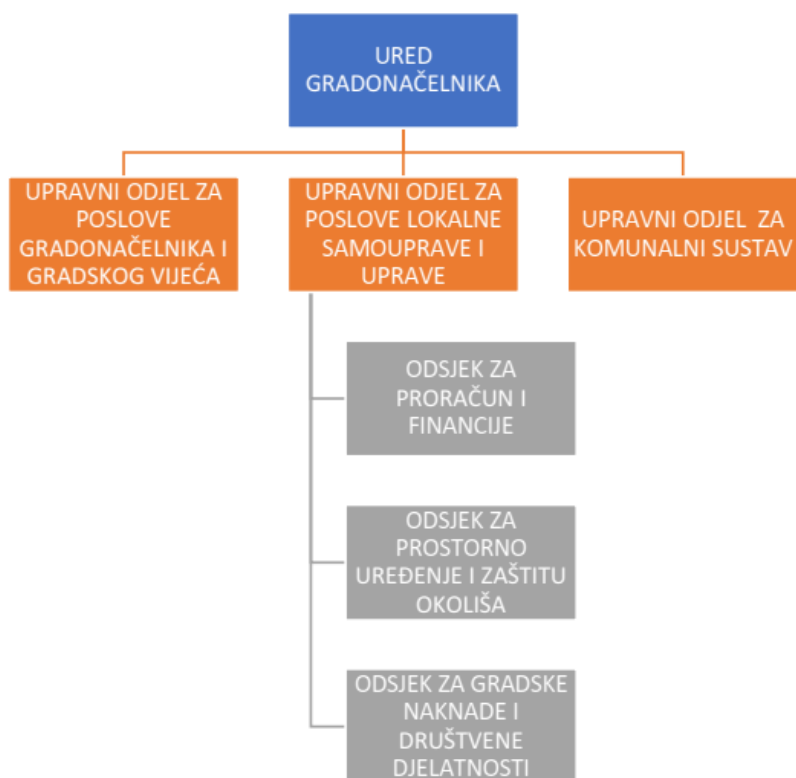 URED
GRADONAČELNIKA
UPRAVNI ODJEL ZA
POSLOVE
GRADONAČELNIKA I
GRADSKOG VIJEĆA
UPRAVNI ODJEL ZA
POSLOVE LOKALNE
SAMOUPRAVE I
UPRAVE
UPRAVNI ODJEL ZA
KOMUNALNI SUSTAV
ODSJEK ZA
PRORAČUN I
FINANCIJE
ODSJEK ZA
PROSTORNO
UREĐENJE I ZAŠTITU
OKOLIŠA
ODSJEK ZA GRADSKE
NAKNADE I
DRUŠTVENE
DJELATNOSTI